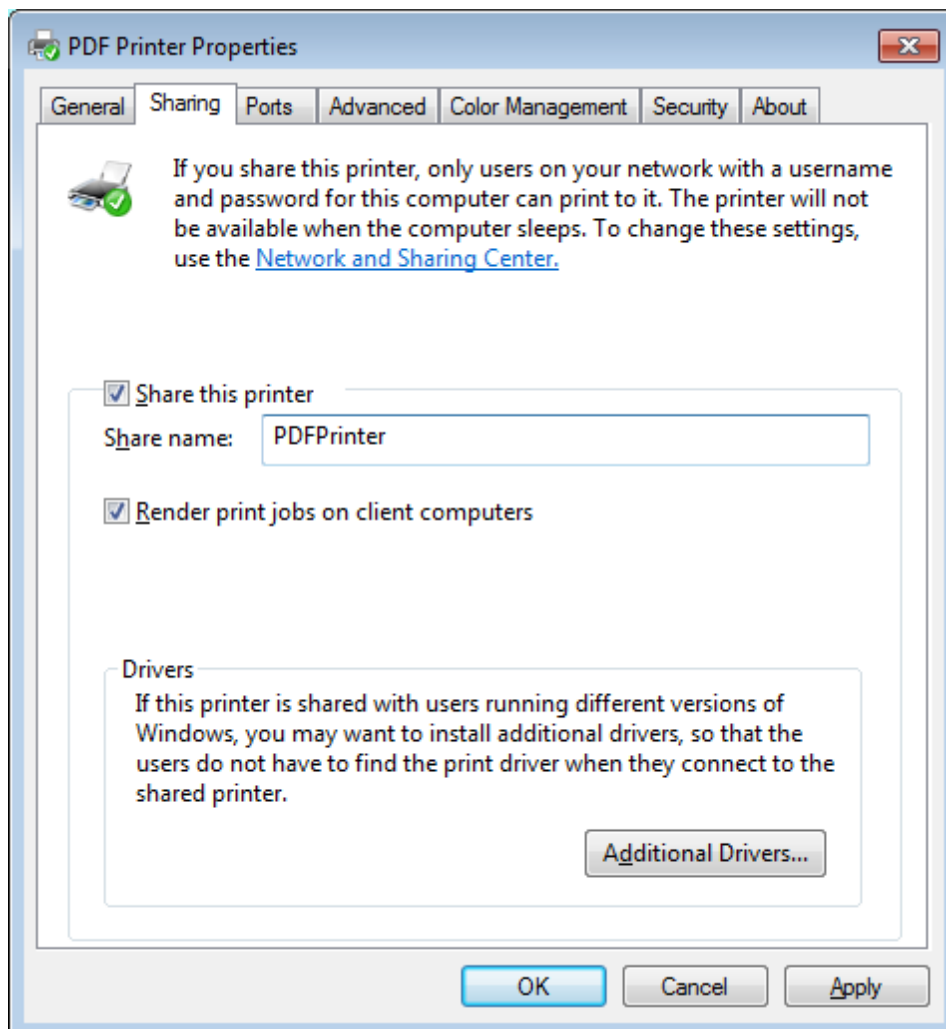 PDF Printer Properties
General Sharing Ports Advanced Color Management Security About
If you share this printer, only users on your network with a username
and password for this computer can print to it. The printer will not
be available when the computer sleeps. To change these settings,
use the Network and Sharing Center.
Share this printer
Share name: PDFPrinter
Render print jobs on client computers
Drivers
If this printer is shared with users running different versions of
Windows, you may want to install additional drivers, so that the
users do not have to find the print driver when they connect to the
shared printer.
Additional Drivers...
OK Cancel Apply